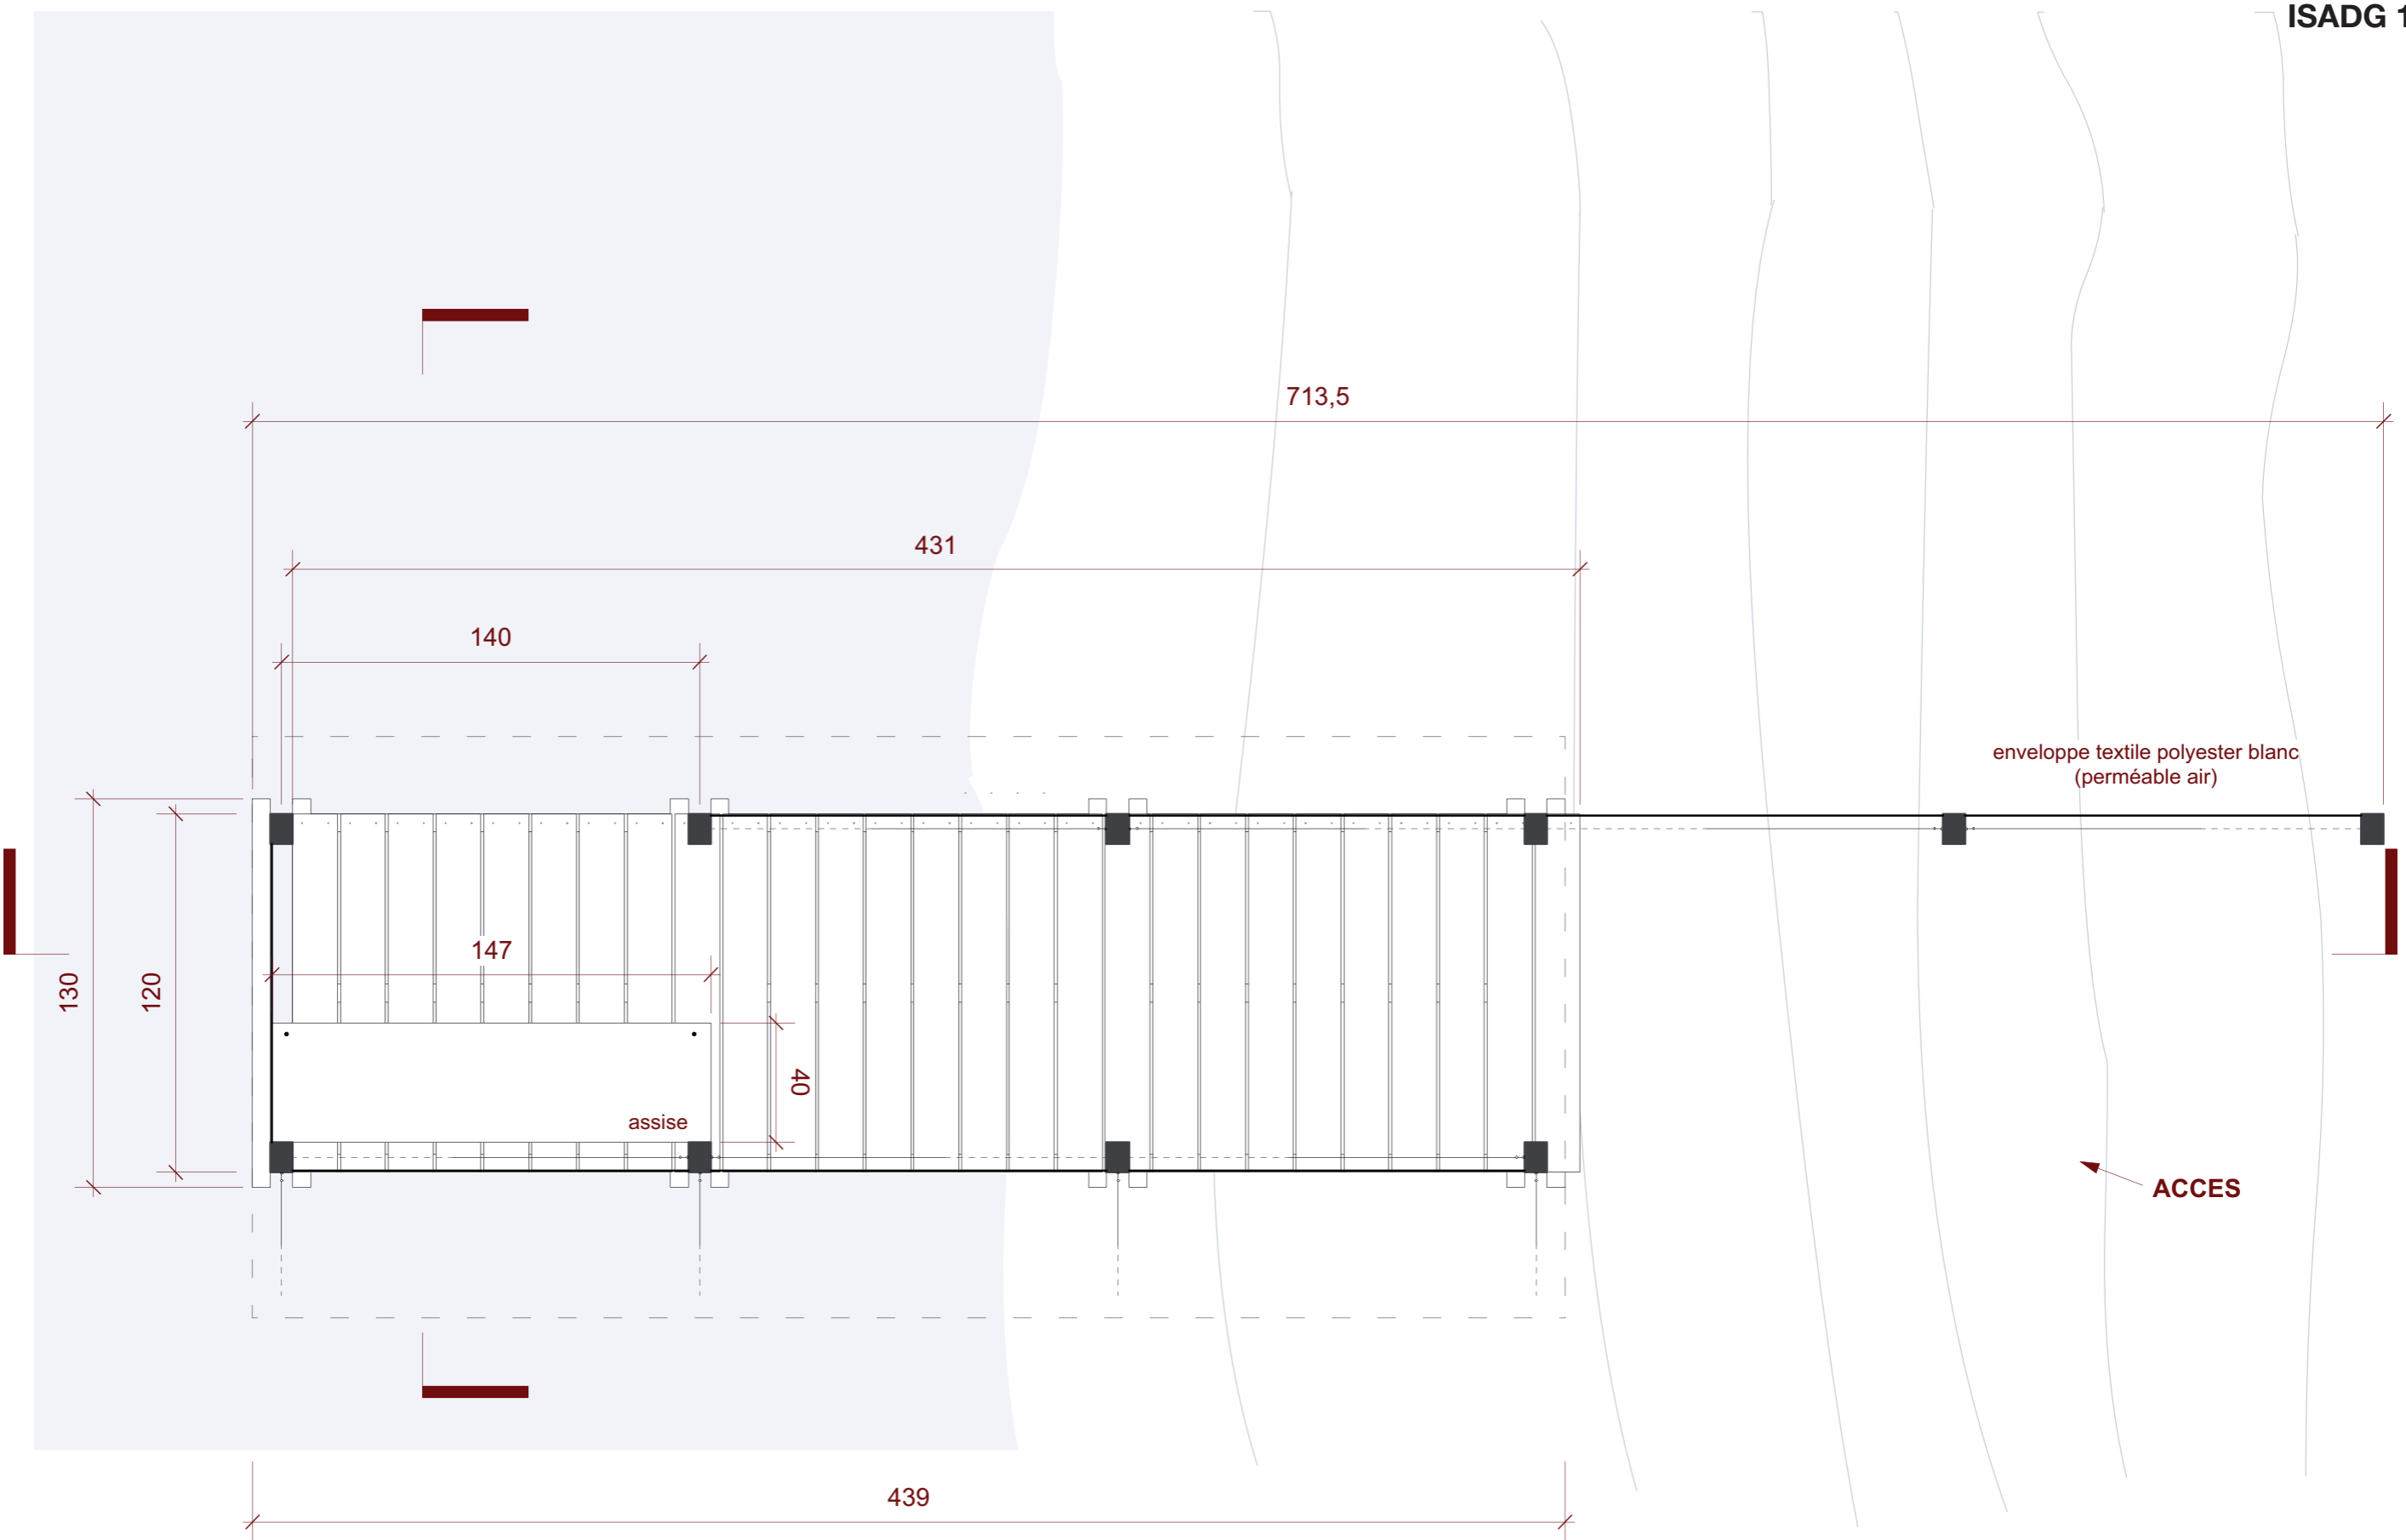 ISADG 1
713,5
431
140
enveloppe textile polyester blanc
(perméable air)
147
130
120
40
assise
ACCES
439